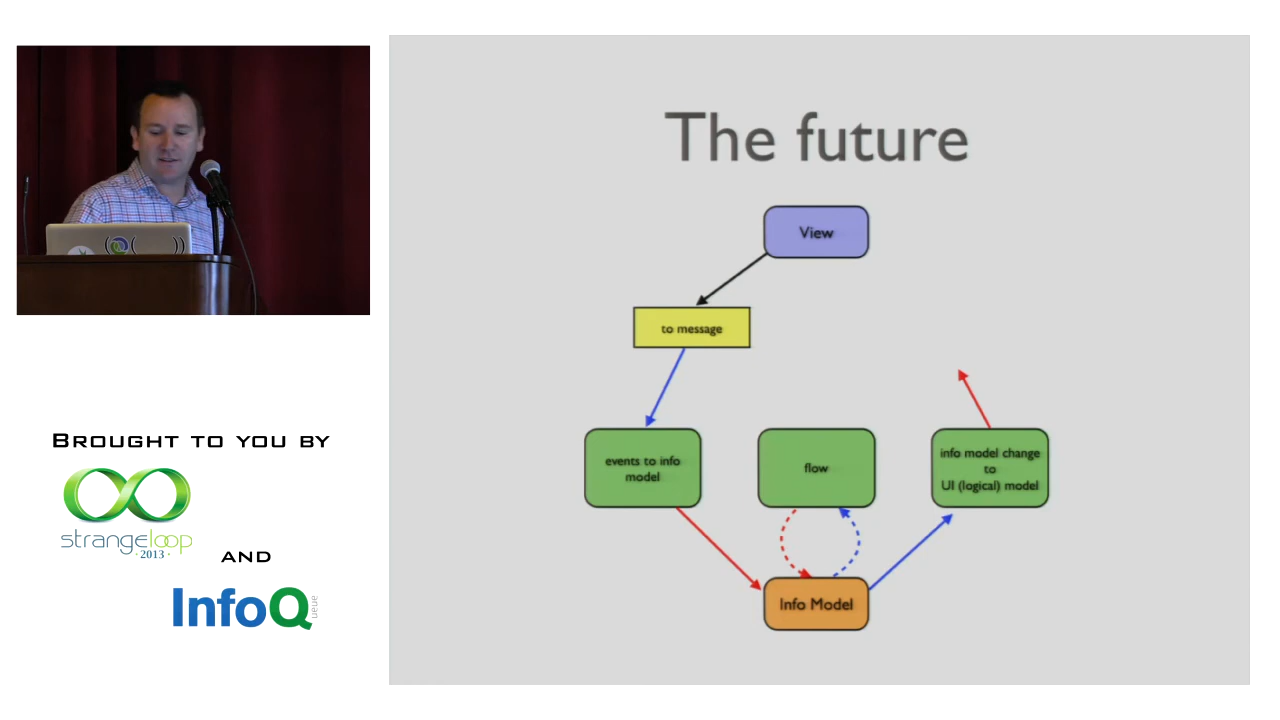 The future
View
to message
events to info
model
flow
info model change
to
UI (logical) model
Info Model
BROUGHT TO YOU BY
strangeloop
· 2013 ·
AND
InfoQ
ueue
(( ))